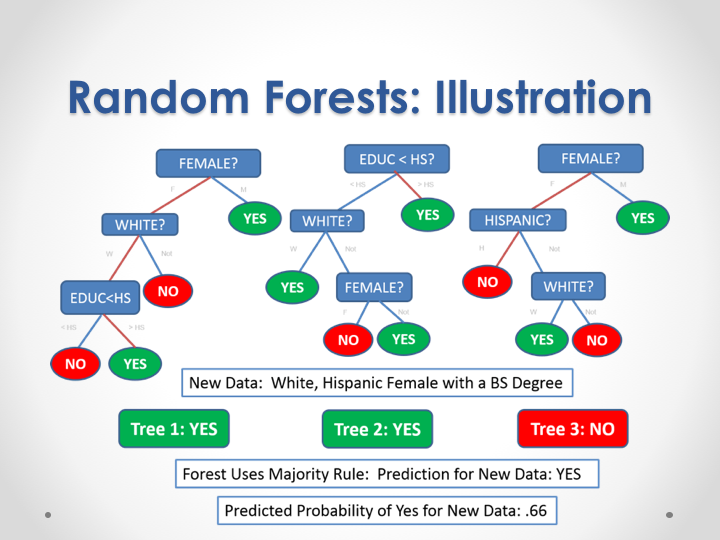 Random Forests: Illustration
FEMALE?
F
M
WHITE?
YES
W
Not
EDUC<HS
NO
< HS
> HS
NO
YES
EDUC < HS?
< HS
> HS
WHITE?
YES
W
Not
YES
FEMALE?
F
Not
NO
YES
FEMALE?
F
M
HISPANIC?
YES
H
Not
NO
WHITE?
W
Not
YES
NO
New Data: White, Hispanic Female with a BS Degree
Tree 1: YES
Tree 2: YES
Tree 3: NO
Forest Uses Majority Rule: Prediction for New Data: YES
Predicted Probability of Yes for New Data: .66